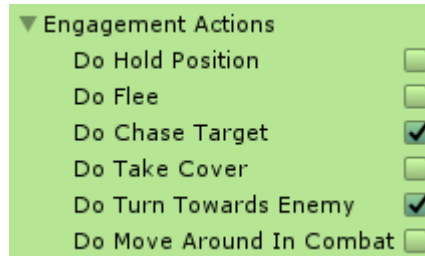 Engagement Actions
Do Hold Position
Do Flee
Do Chase Target
Do Take Cover
Do Turn Towards Enemy
Do Move Around In Combat